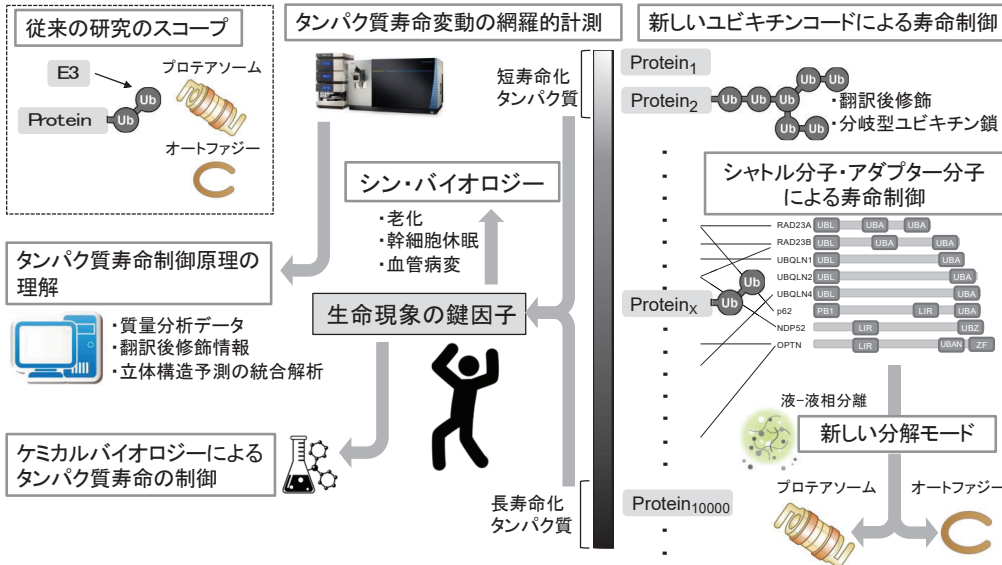 従来の研究のスコープ
E3
プロテアソーム
Ub
Protein
Ub
オートファジー
タンパク質寿命変動の網羅的計測
短寿命化
タンパク質
シン・バイオロジー
・老化
・幹細胞休眠
・血管病変
タンパク質寿命制御原理の
理解
・質量分析データ
・翻訳後修飾情報
・立体構造予測の統合解析
生命現象の鍵因子
ケミカルバイオロジーによる
タンパク質寿命の制御
長寿命化
タンパク質
新しいユビキチンコードによる寿命制御
Protein1
Protein2
Ub Ub Ub Ub Ub
Ub Ub
・翻訳後修飾
・分岐型ユビキチン鎖
シャトル分子・アダプター分子
による寿命制御
RAD23A UBL UBA UBA
RAD23B UBL UBA UBA
UBQLN1 UBL UBA
UBQLN2 UBL UBA
UBQLN4 UBL UBA
p62 PB1 LIR UBA
NDP52 LIR UBZ
OPTN LIR UBAN ZF
ProteinX
Ub Ub
液-液相分離
新しい分解モード
Protein10000
プロテアソーム
オートファジー